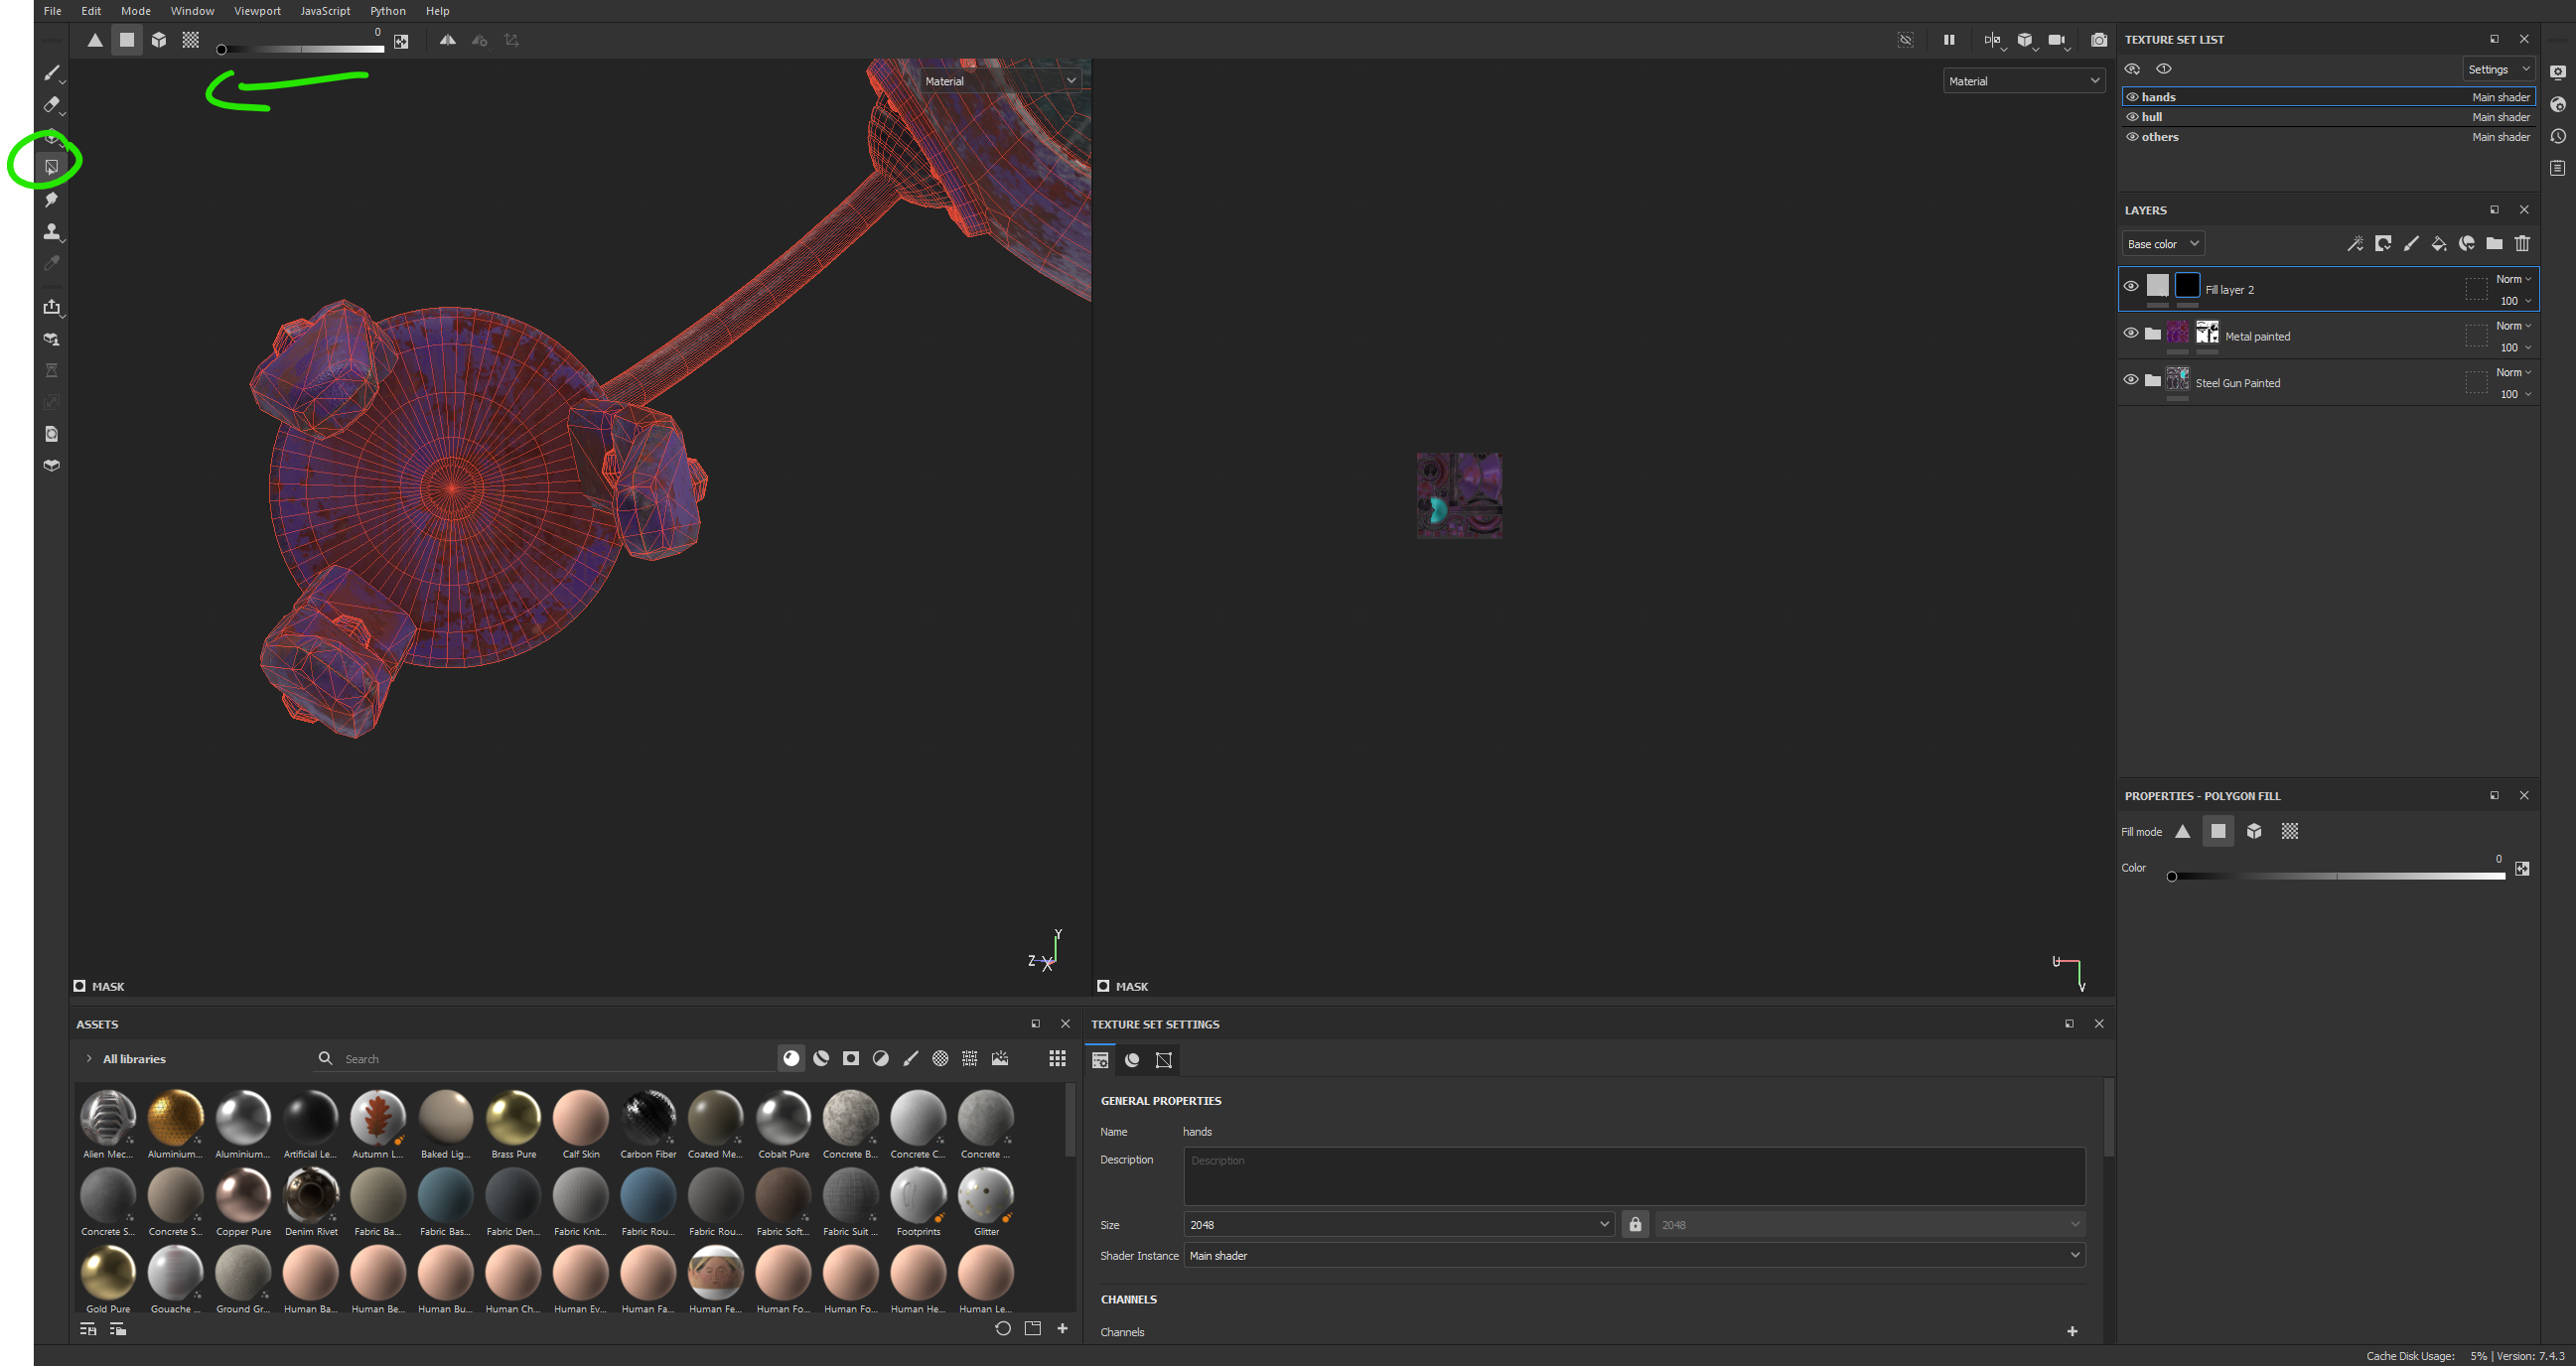 File Edit Mode Window Viewport JavaScript Python Help
0
Material
Material
MASK
MASK
Y
Z X
U
V
TEXTURE SET LIST
Settings
hands Main shader
hull Main shader
others Main shader
LAYERS
Base color
Fill layer 2 Norm 100
Metal painted Norm 100
Steel Gun Painted Norm 100
PROPERTIES - POLYGON FILL
Fill mode
Color 0
ASSETS
All libraries Search
Alien Mec... Aluminium... Aluminium... Artificial Le... Autumn L... Baked Lig... Brass Pure Calf Skin Carbon Fiber Coated Me... Cobalt Pure Concrete B... Concrete C... Concrete ...
Concrete S... Concrete S... Copper Pure Denim Rivet Fabric Ba... Fabric Bas... Fabric Den... Fabric Knit... Fabric Rou... Fabric Rou... Fabric Soft... Fabric Suit ... Footprints Glitter
Gold Pure Gouache ... Ground Gr... Human Ba... Human Be... Human Bu... Human Ch... Human Ev... Human Fa... Human Fe... Human Fo... Human Fo... Human He... Human Le...
TEXTURE SET SETTINGS
GENERAL PROPERTIES
Name hands
Description Description
Size 2048 2048
Shader Instance Main shader
CHANNELS
Channels
Cache Disk Usage: 5% | Version: 7.4.3